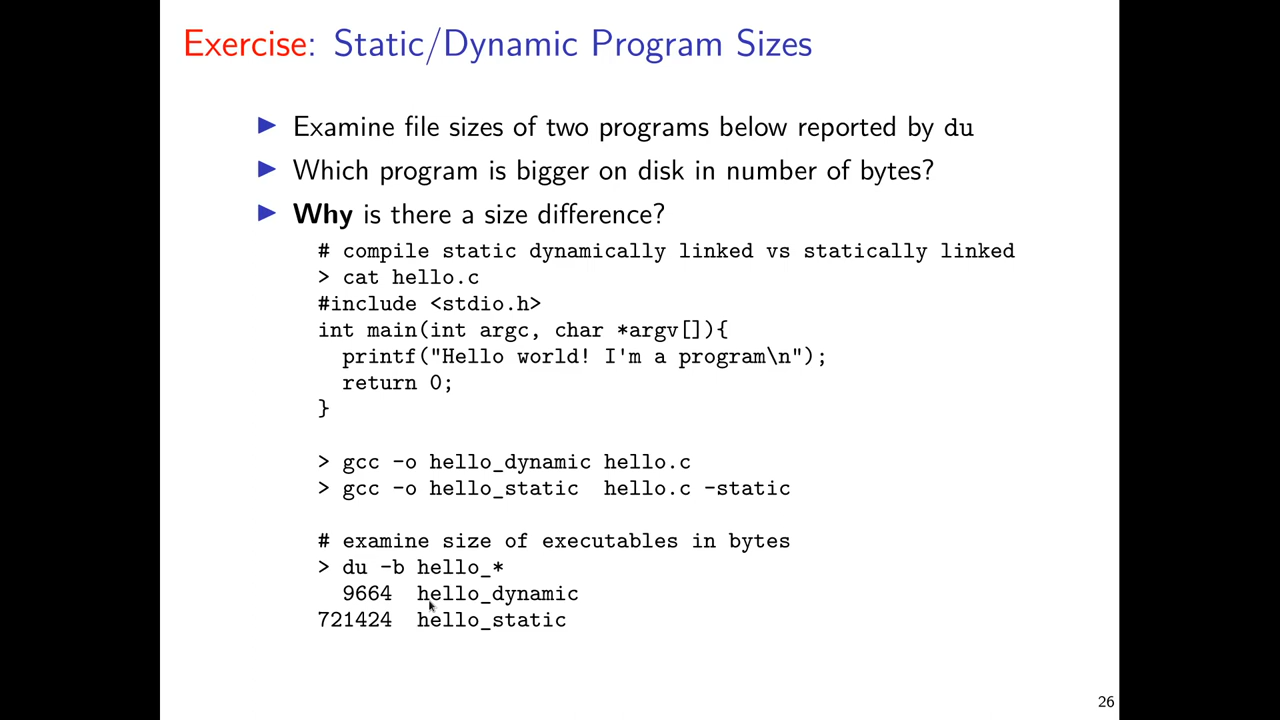 Exercise: Static/Dynamic Program Sizes
▶ Examine file sizes of two programs below reported by du
▶ Which program is bigger on disk in number of bytes?
▶ Why is there a size difference?
# compile static dynamically linked vs statically linked
> cat hello.c
#include <stdio.h>
int main(int argc, char *argv[]){
  printf("Hello world! I'm a program\n");
  return 0;
}
> gcc -o hello_dynamic hello.c
> gcc -o hello_static  hello.c -static
# examine size of executables in bytes
> du -b hello_*
  9664  hello_dynamic
721424  hello_static
26